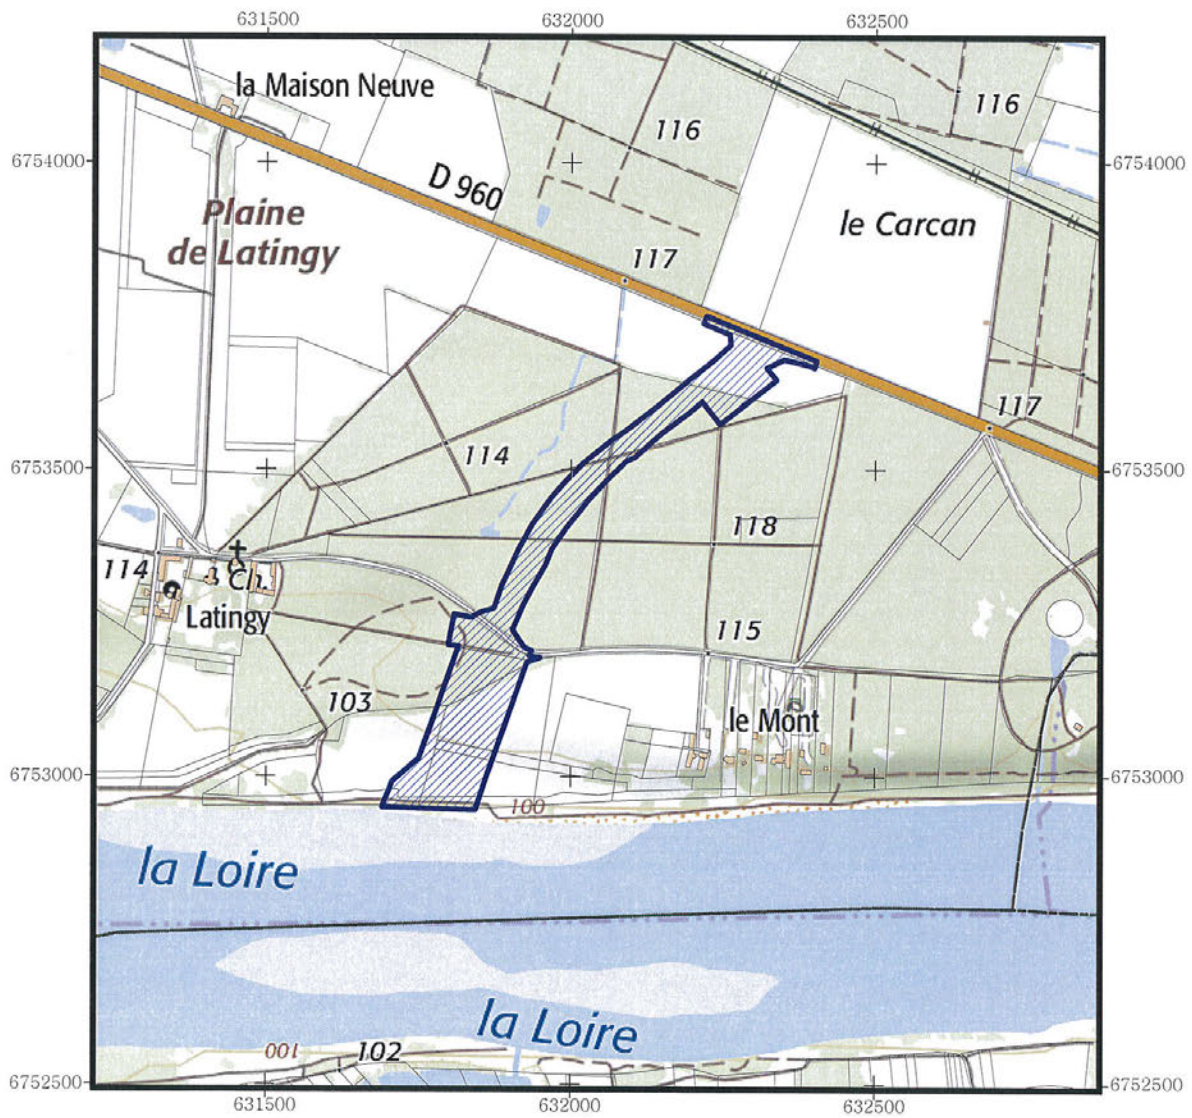 631500 632000 632500
la Maison Neuve
116
116
6754000 6754000
D 960
Plaine
de Latingy
le Carcan
117
117
114
6753500 6753500
118
114
Ch.
Latingy
115
103
le Mont
6753000 6753000
100
la Loire
la Loire
100
102
6752500 6752500
631500 632000 632500